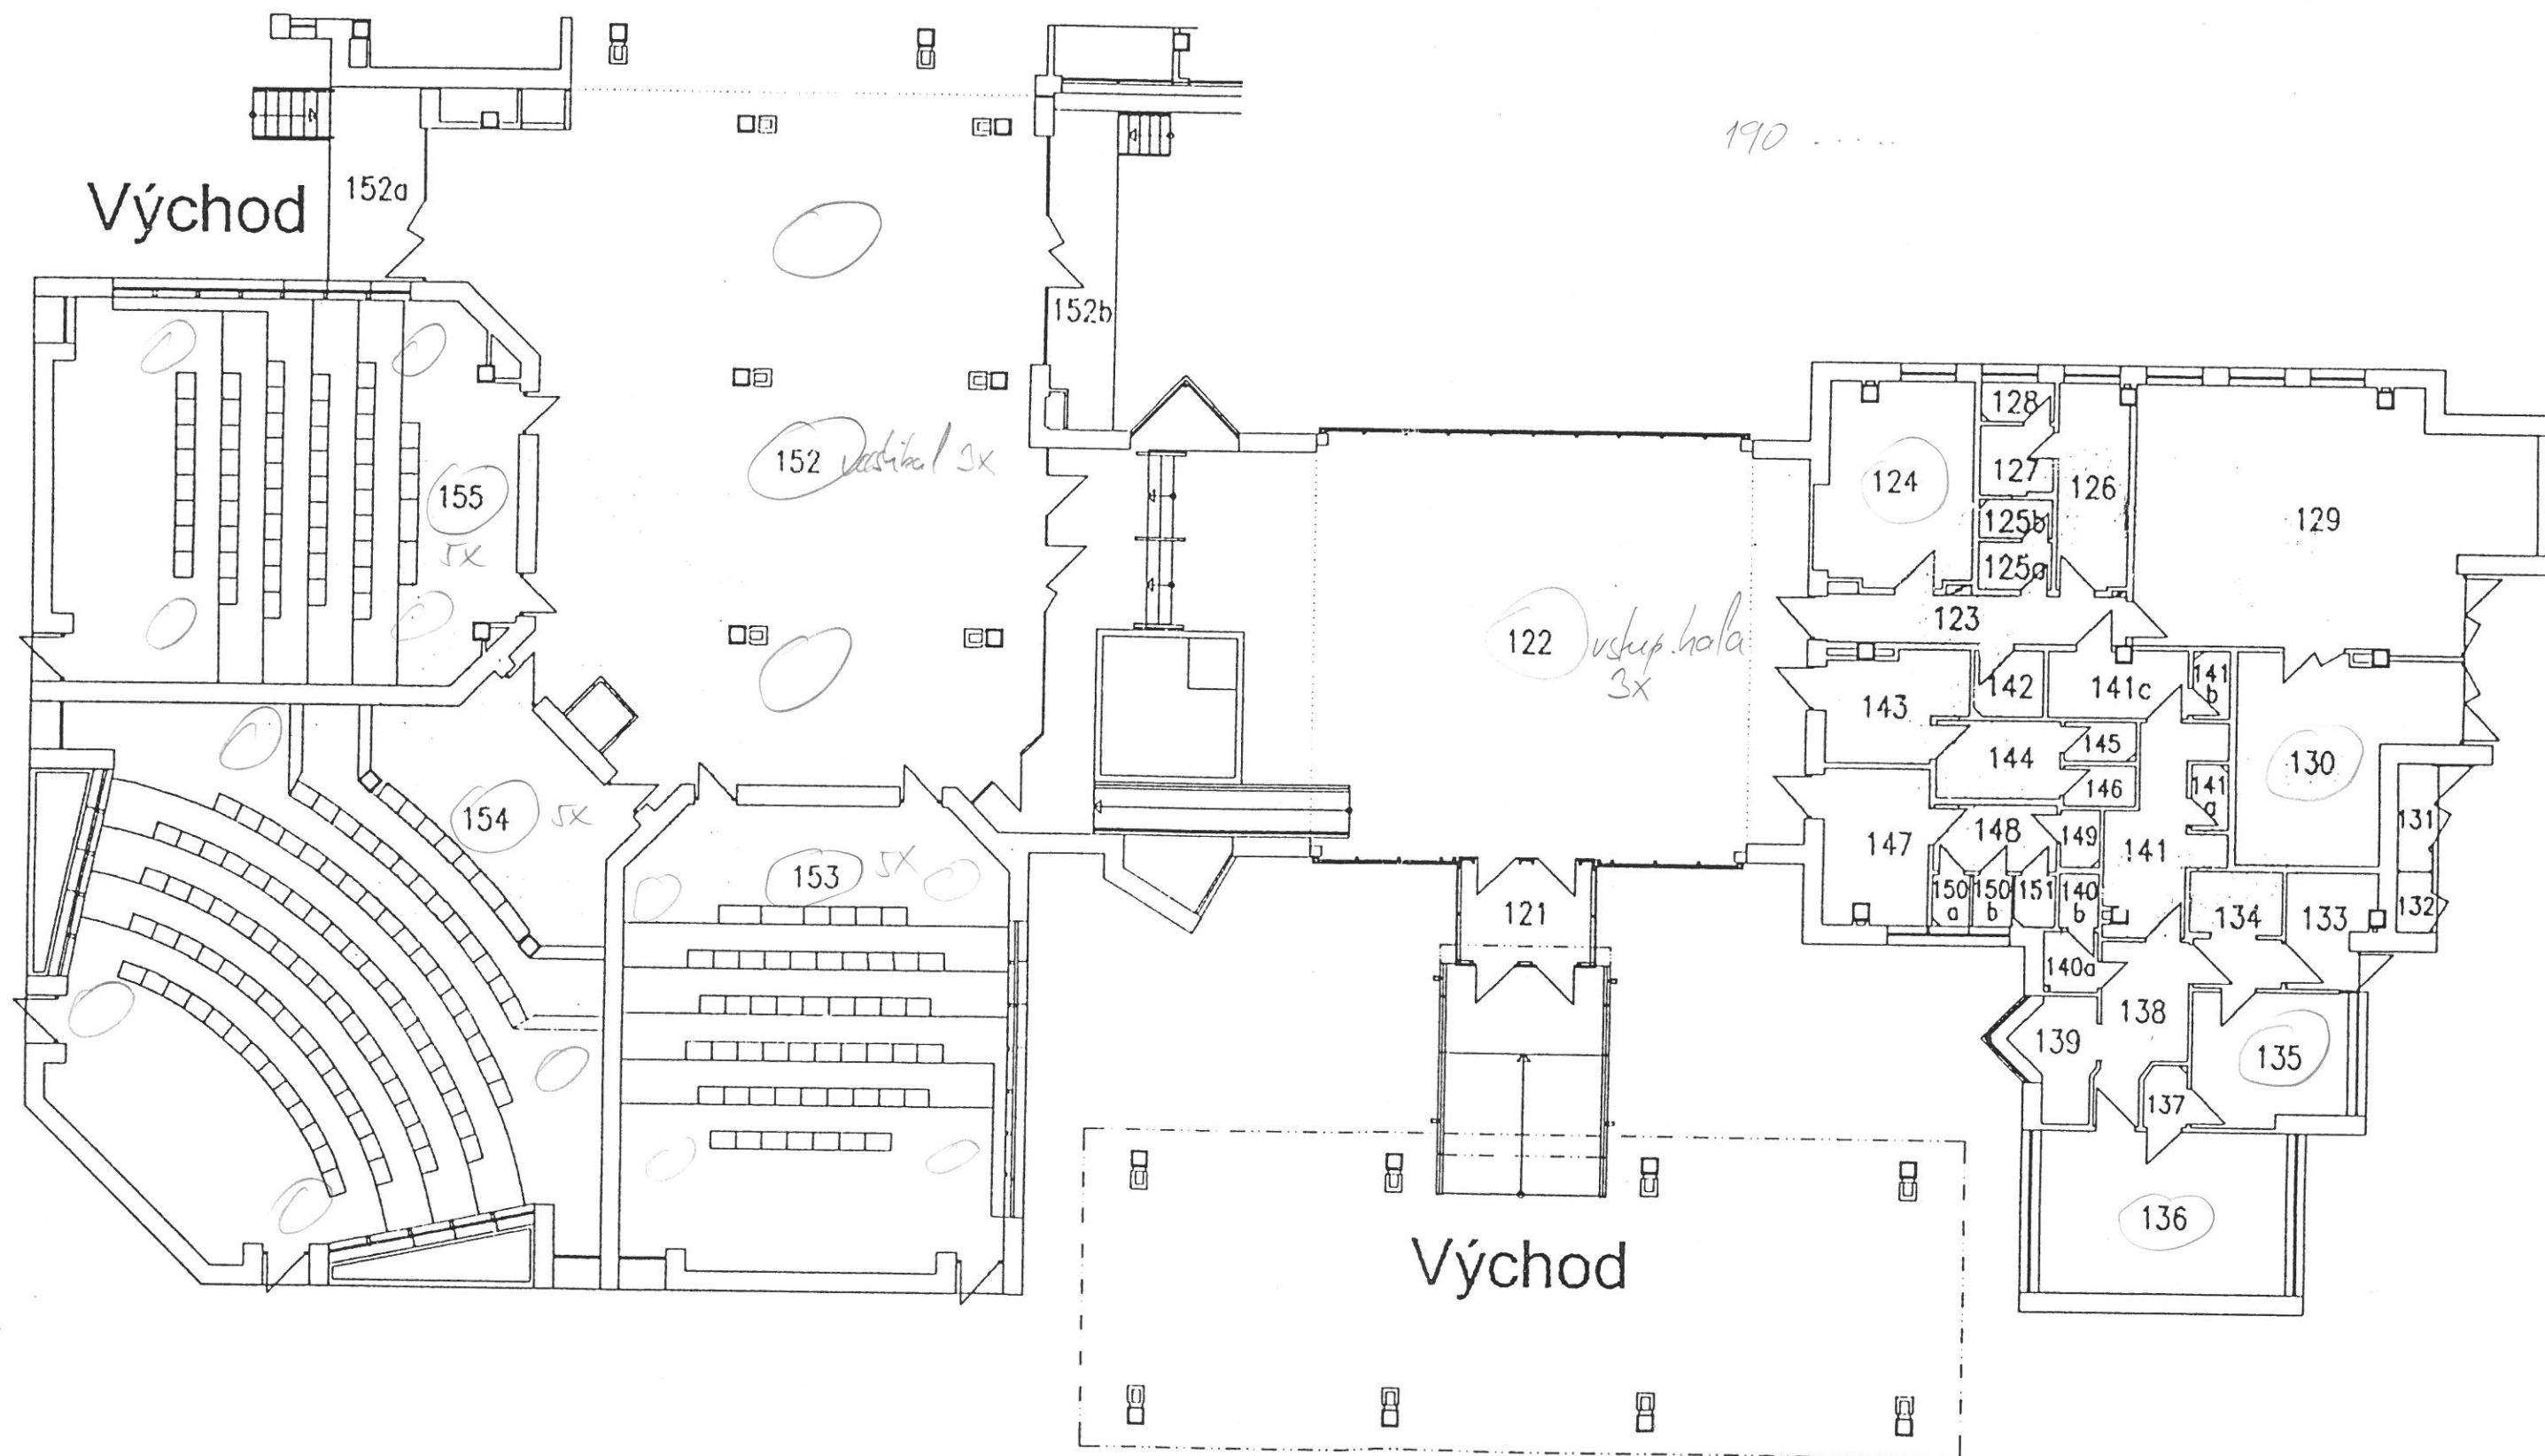 190 .....
152a
Východ
152b
128
152 vestibul 3x
124
127
126
155
5x
125b
129
125a
123
122 vstup. hala
3x
143
142
141c
141
b
144
145
130
146
141
a
154 5x
131
153 5x
147
148
149
141
150
a
150
b
151
140
b
132
121
134
133
140a
138
139
135
137
136
Východ